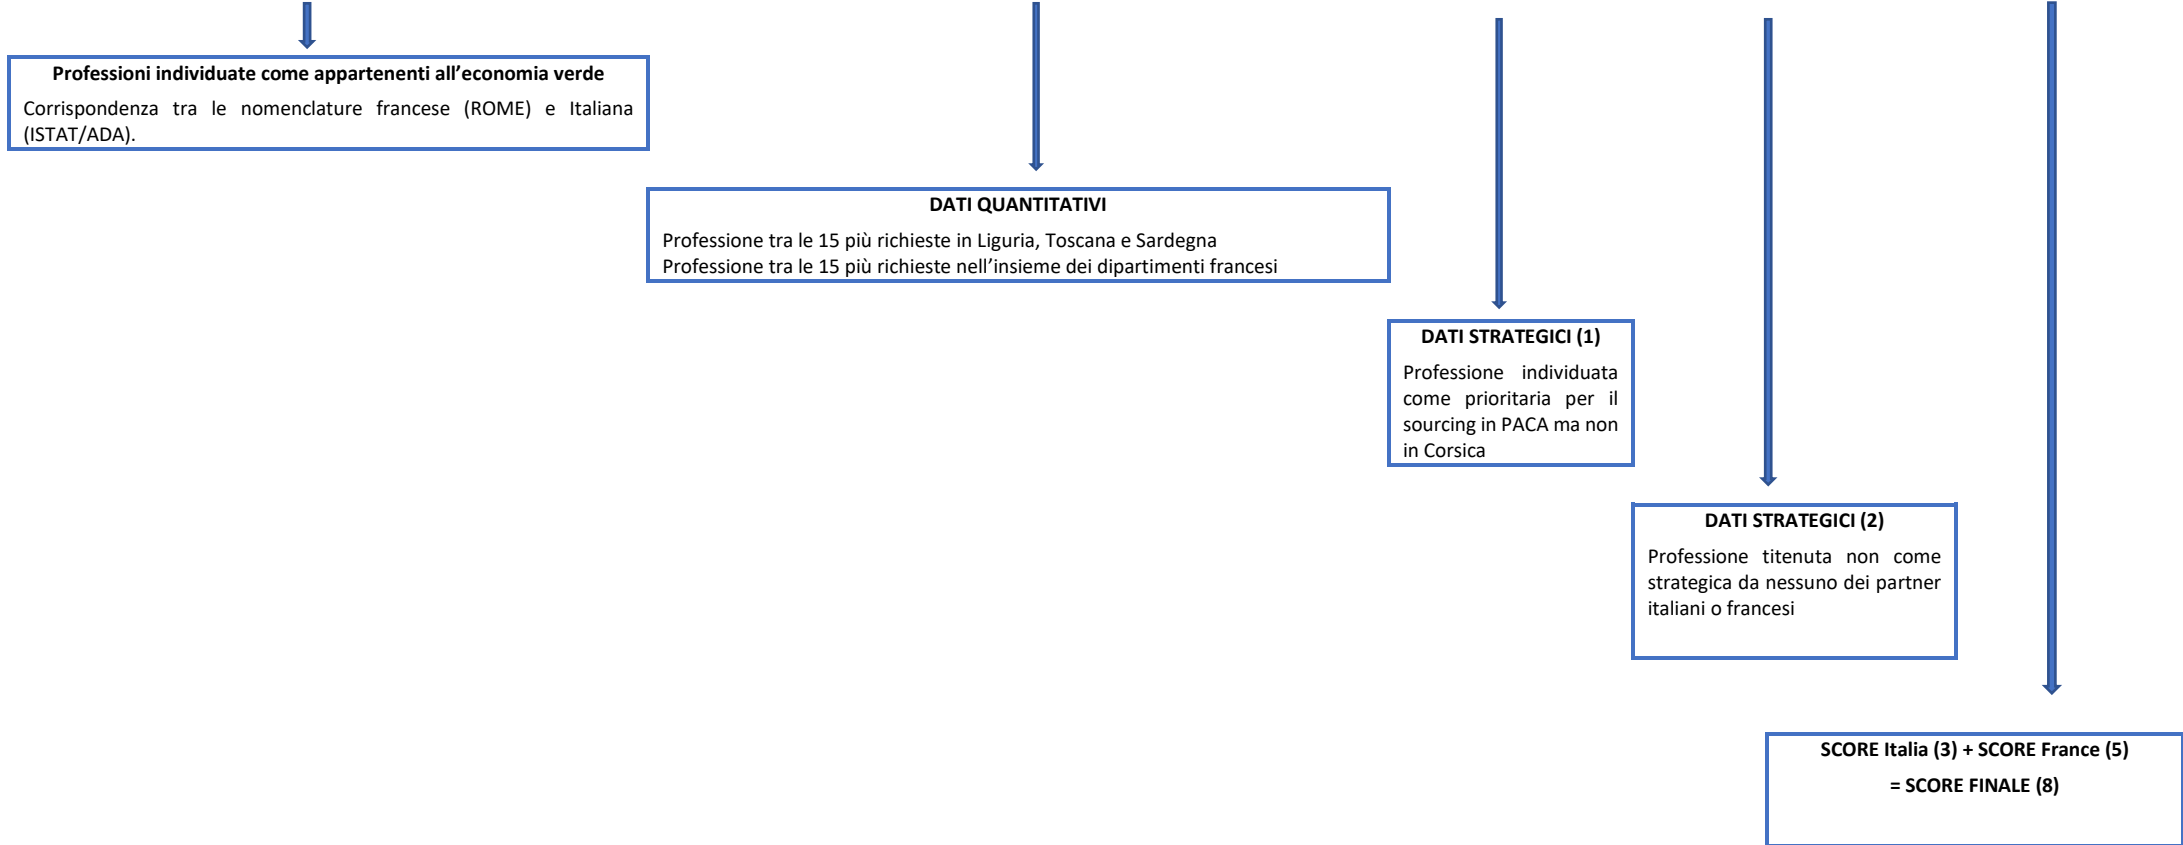 Professioni individuate come appartenenti all’economia verde
Corrispondenza tra le nomenclature francese (ROME) e Italiana
(ISTAT/ADA).
DATI QUANTITATIVI
Professione tra le 15 più richieste in Liguria, Toscana e Sardegna
Professione tra le 15 più richieste nell’insieme dei dipartimenti francesi
DATI STRATEGICI (1)
Professione individuata
come prioritaria per il
sourcing in PACA ma non
in Corsica
DATI STRATEGICI (2)
Professione titenuta non come
strategica da nessuno dei partner
italiani o francesi
SCORE Italia (3) + SCORE France (5)
= SCORE FINALE (8)